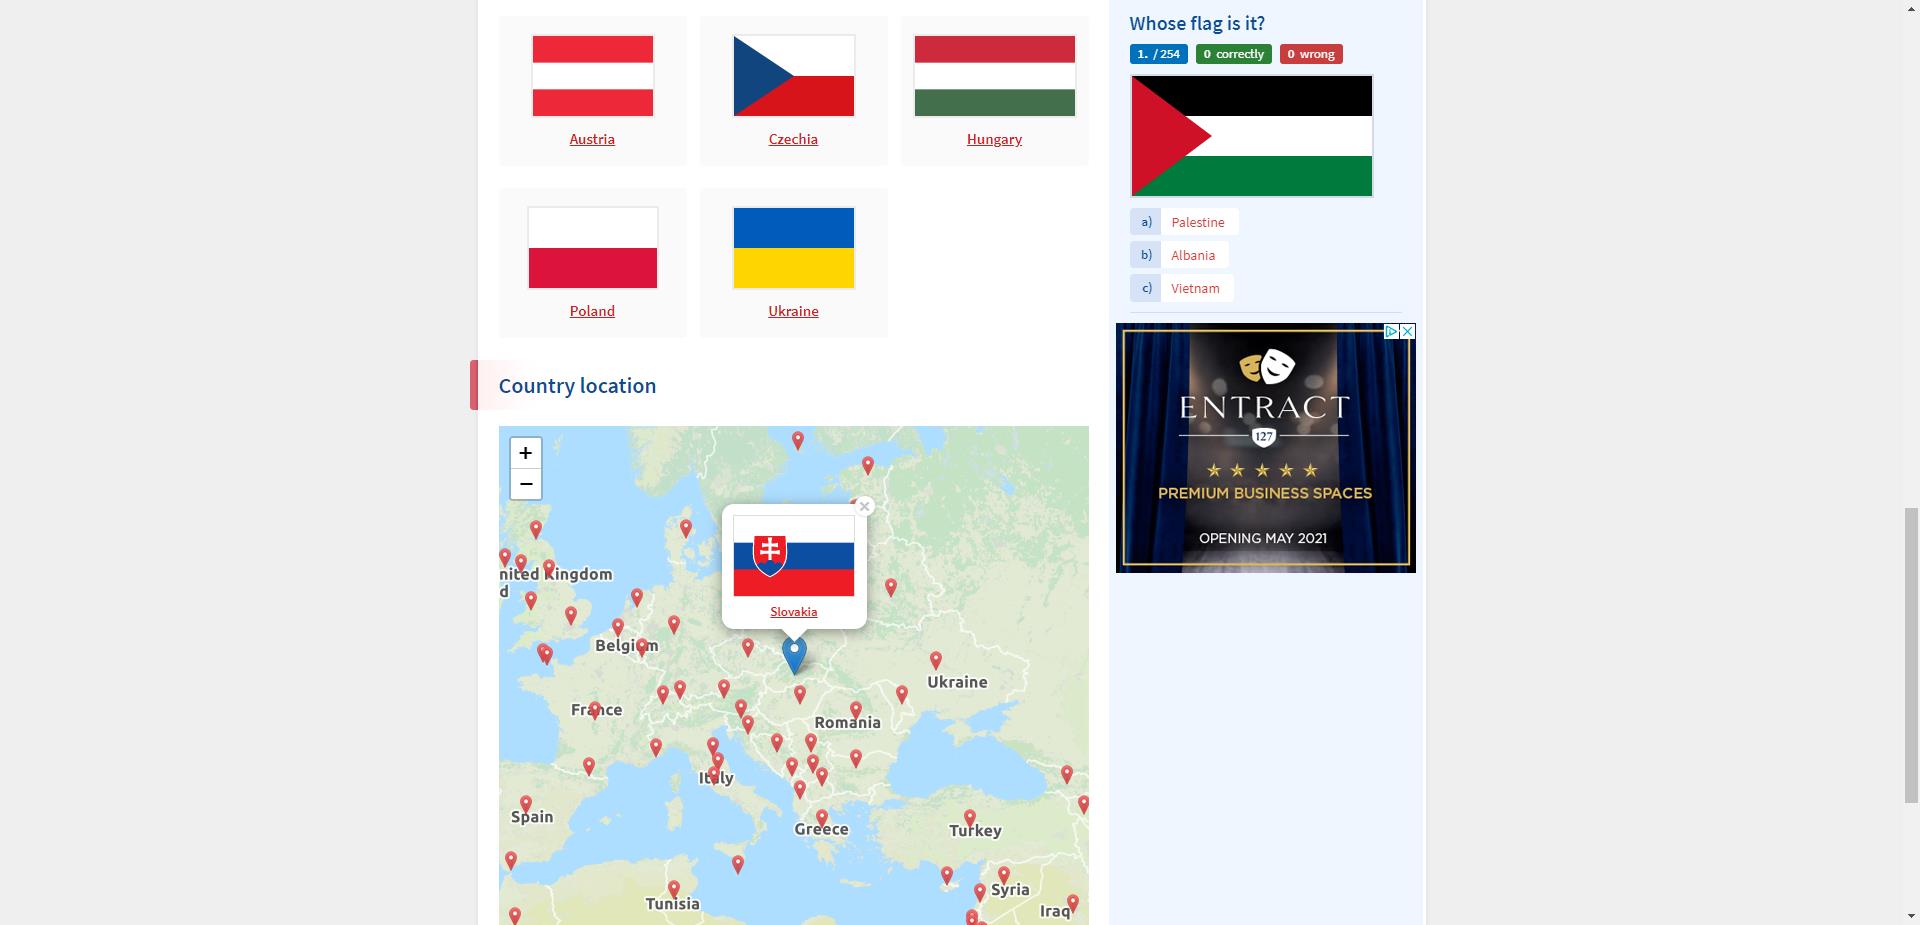 Austria
Czechia
Hungary
Poland
Ukraine
Country location
+
−
nited Kingdom
d
Belgium
France
Italy
Spain
Romania
Ukraine
Greece
Turkey
Tunisia
Syria
Iraq
Slovakia
Whose flag is it?
1. / 254
0 correctly
0 wrong
a) Palestine
b) Albania
c) Vietnam
ENTRACT
127
PREMIUM BUSINESS SPACES
OPENING MAY 2021